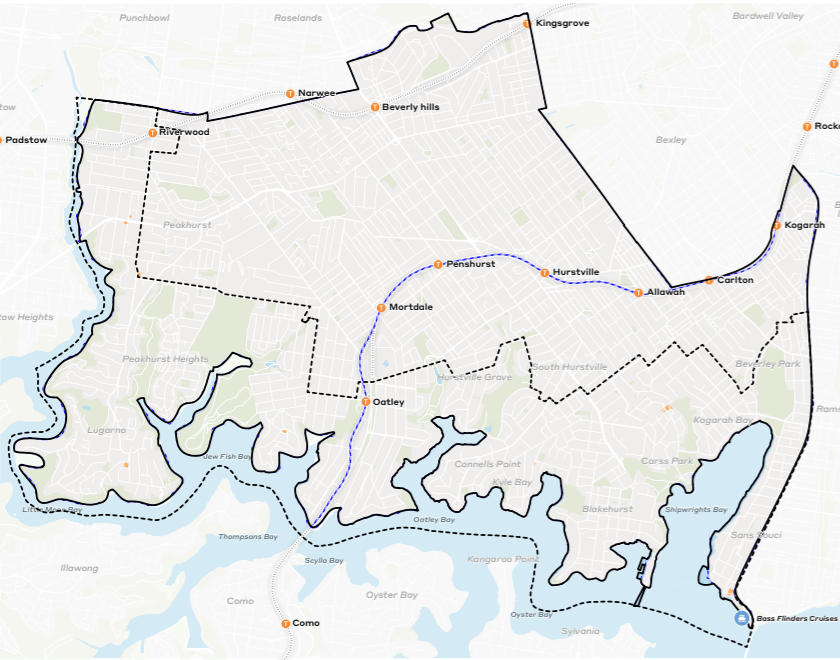 Punchbowl
Roselands
Bardwell Valley
Kingsgrove
T
T
Narwee
T
Beverly hills
T
Padstow
T
Riverwood
T
Bexley
Peakhurst
T
Kogarah
T
Penshurst
T
Hurstville
T
Carlton
T
Allawah
T
Mortdale
Peakhurst Heights
South Hurstville
Beverley Park
Hurstville Grove
T
Oatley
Kogarah Bay
Lugarno
Jew Fish Bay
Connells Point
Carss Park
Kyle Bay
Little Moon Bay
Blakehurst
Shipwrights Bay
Oatley Bay
Thompsons Bay
Sans Souci
Scylla Bay
Kangaroo Point
Illawong
Como
Oyster Bay
T
Como
Oyster Bay
Sylvania
Bass Flinders Cruises